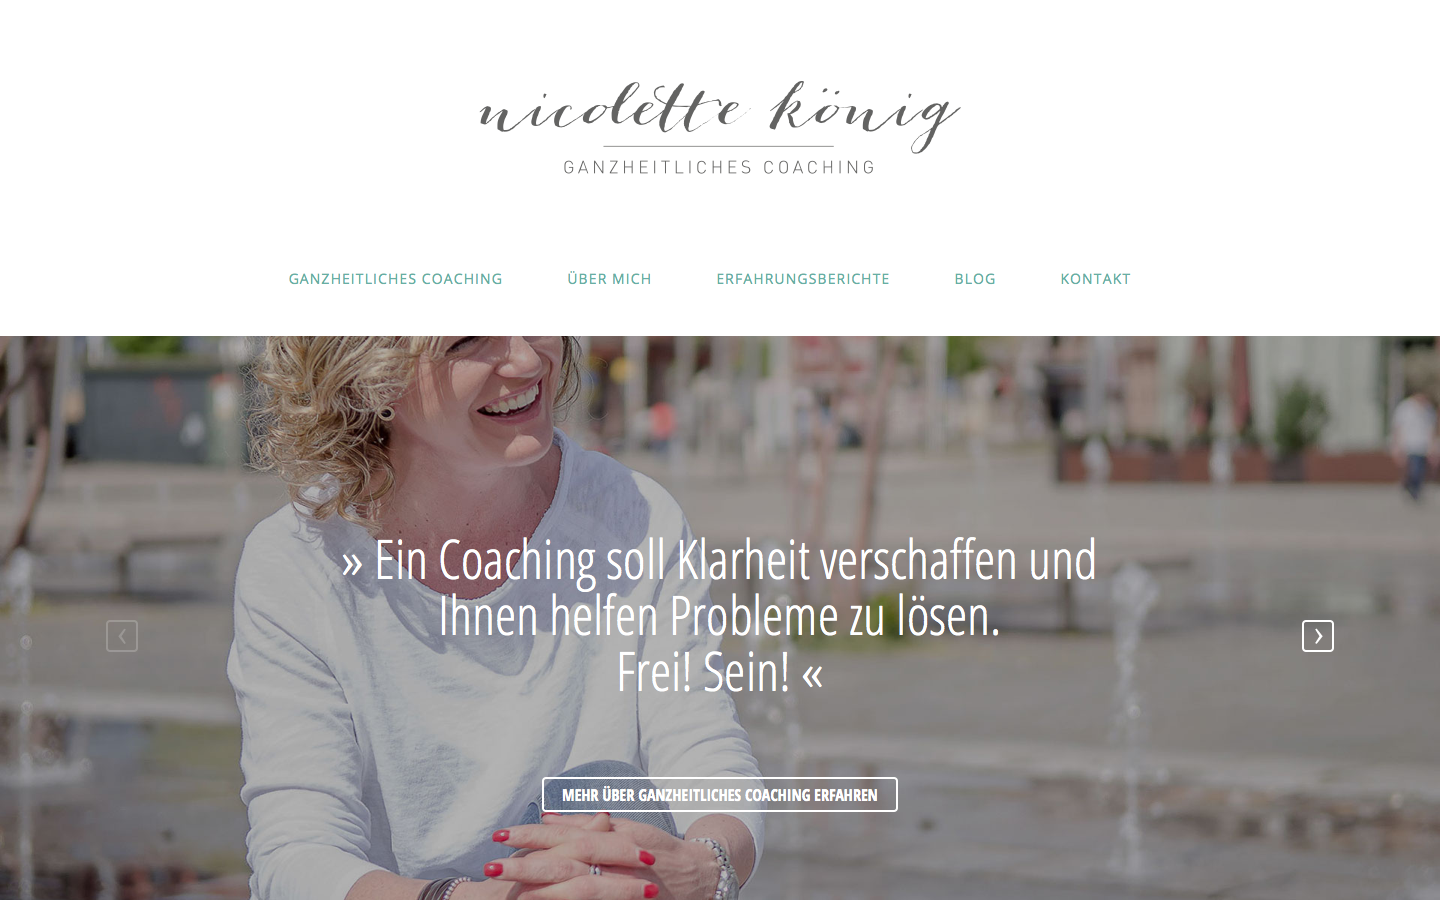 nicolette könig
GANZHEITLICHES COACHING
GANZHEITLICHES COACHING
ÜBER MICH
ERFAHRUNGSBERICHTE
BLOG
KONTAKT
» Ein Coaching soll Klarheit verschaffen und
Ihnen helfen Probleme zu lösen.
Frei! Sein! «
MEHR ÜBER GANZHEITLICHES COACHING ERFAHREN